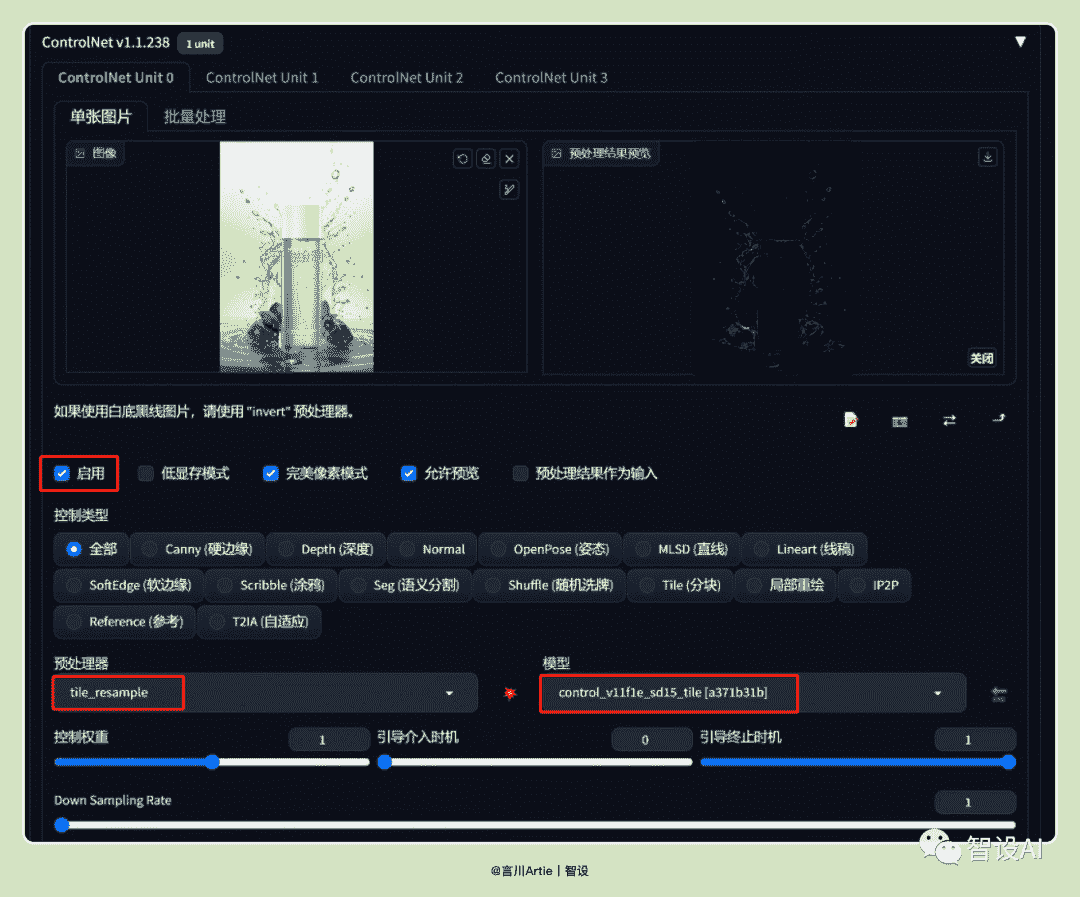 ControlNet v1.1.238 1 unit ▼
ControlNet Unit 0 ControlNet Unit 1 ControlNet Unit 2 ControlNet Unit 3
单张图片 批量处理
图像 预处理结果预览
关闭
如果使用白底黑线图片，请使用 "invert" 预处理器。
启用 低显存模式 完美像素模式 允许预览 预处理结果作为输入
控制类型
全部 Canny (硬边缘) Depth (深度) Normal OpenPose (姿态) MLSD (直线) Lineart (线稿)
SoftEdge (软边缘) Scribble (涂鸦) Seg (语义分割) Shuffle (随机洗牌) Tile (分块) 局部重绘 IP2P
Reference (参考) T2IA (自适应)
预处理器 模型
tile_resample control_v11f1e_sd15_tile [a371b31b]
控制权重 1 引导介入时机 0 引导终止时机 1
Down Sampling Rate 1
智设AI
@言川Artie丨智设